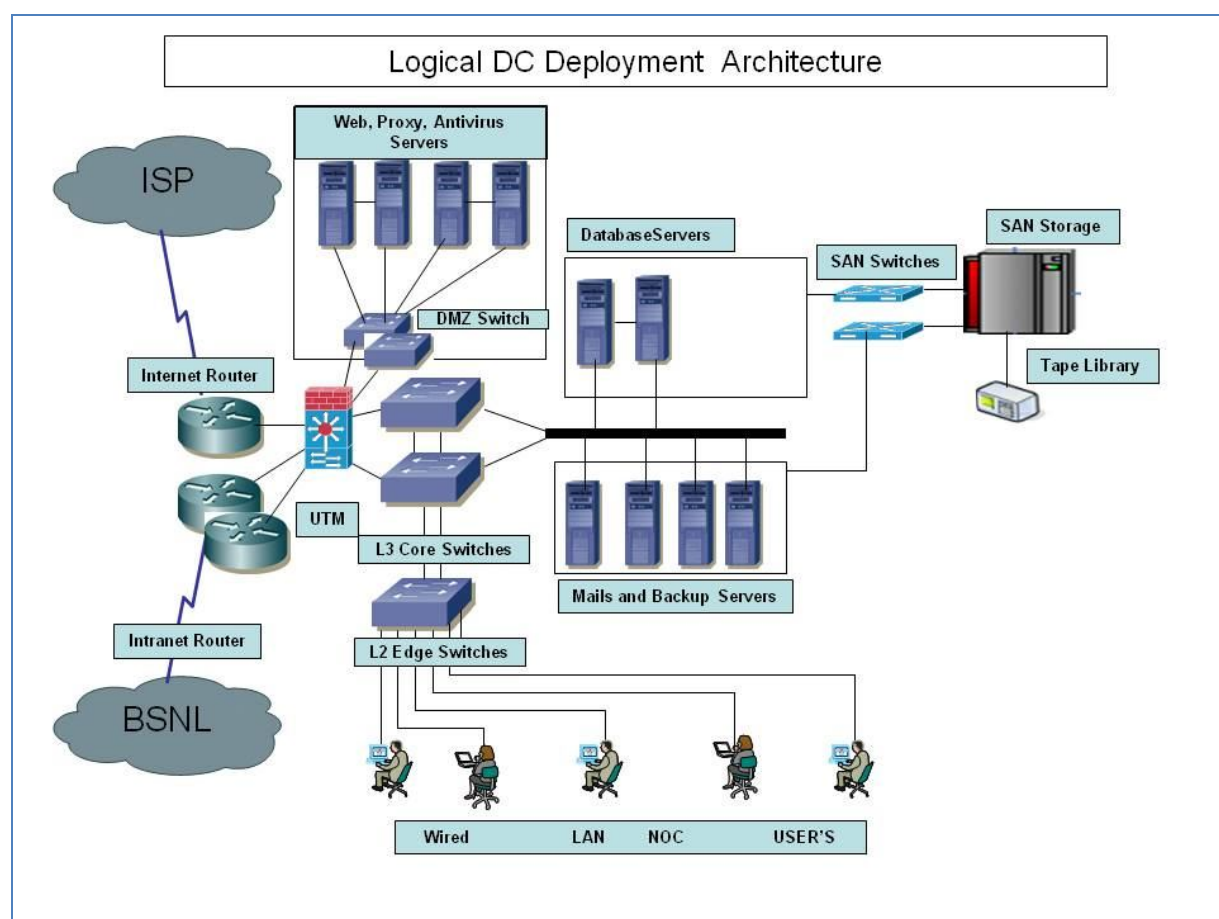 Logical DC Deployment Architecture
Web, Proxy, Antivirus
Servers
ISP
DatabaseServers
SAN Storage
SAN Switches
DMZ Switch
Internet Router
Tape Library
UTM
L3 Core Switches
Mails and Backup Servers
Intranet Router
L2 Edge Switches
BSNL
Wired LAN NOC USER'S